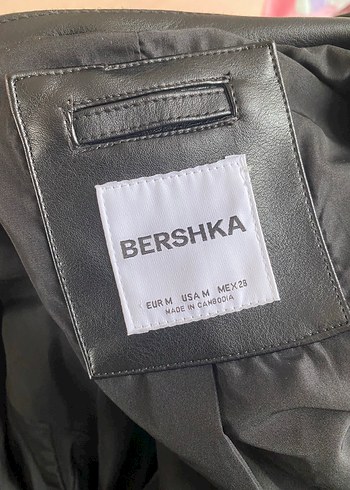 BERSHKA
EUR M USA M MEX 28
MADE IN CAMBODIA